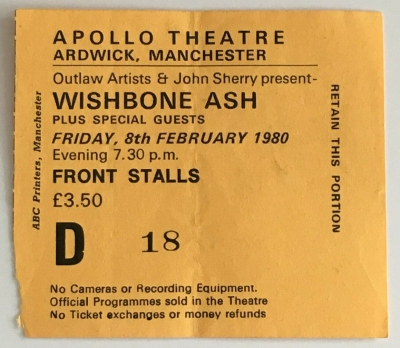 APOLLO THEATRE
ARDWICK, MANCHESTER
Outlaw Artists & John Sherry present-
WISHBONE ASH
PLUS SPECIAL GUESTS
FRIDAY, 8th FEBRUARY 1980
Evening 7.30 p.m.
FRONT STALLS
£3.50
D 18
No Cameras or Recording Equipment.
Official Programmes sold in the Theatre
No Ticket exchanges or money refunds
ABC Printers, Manchester
RETAIN THIS PORTION